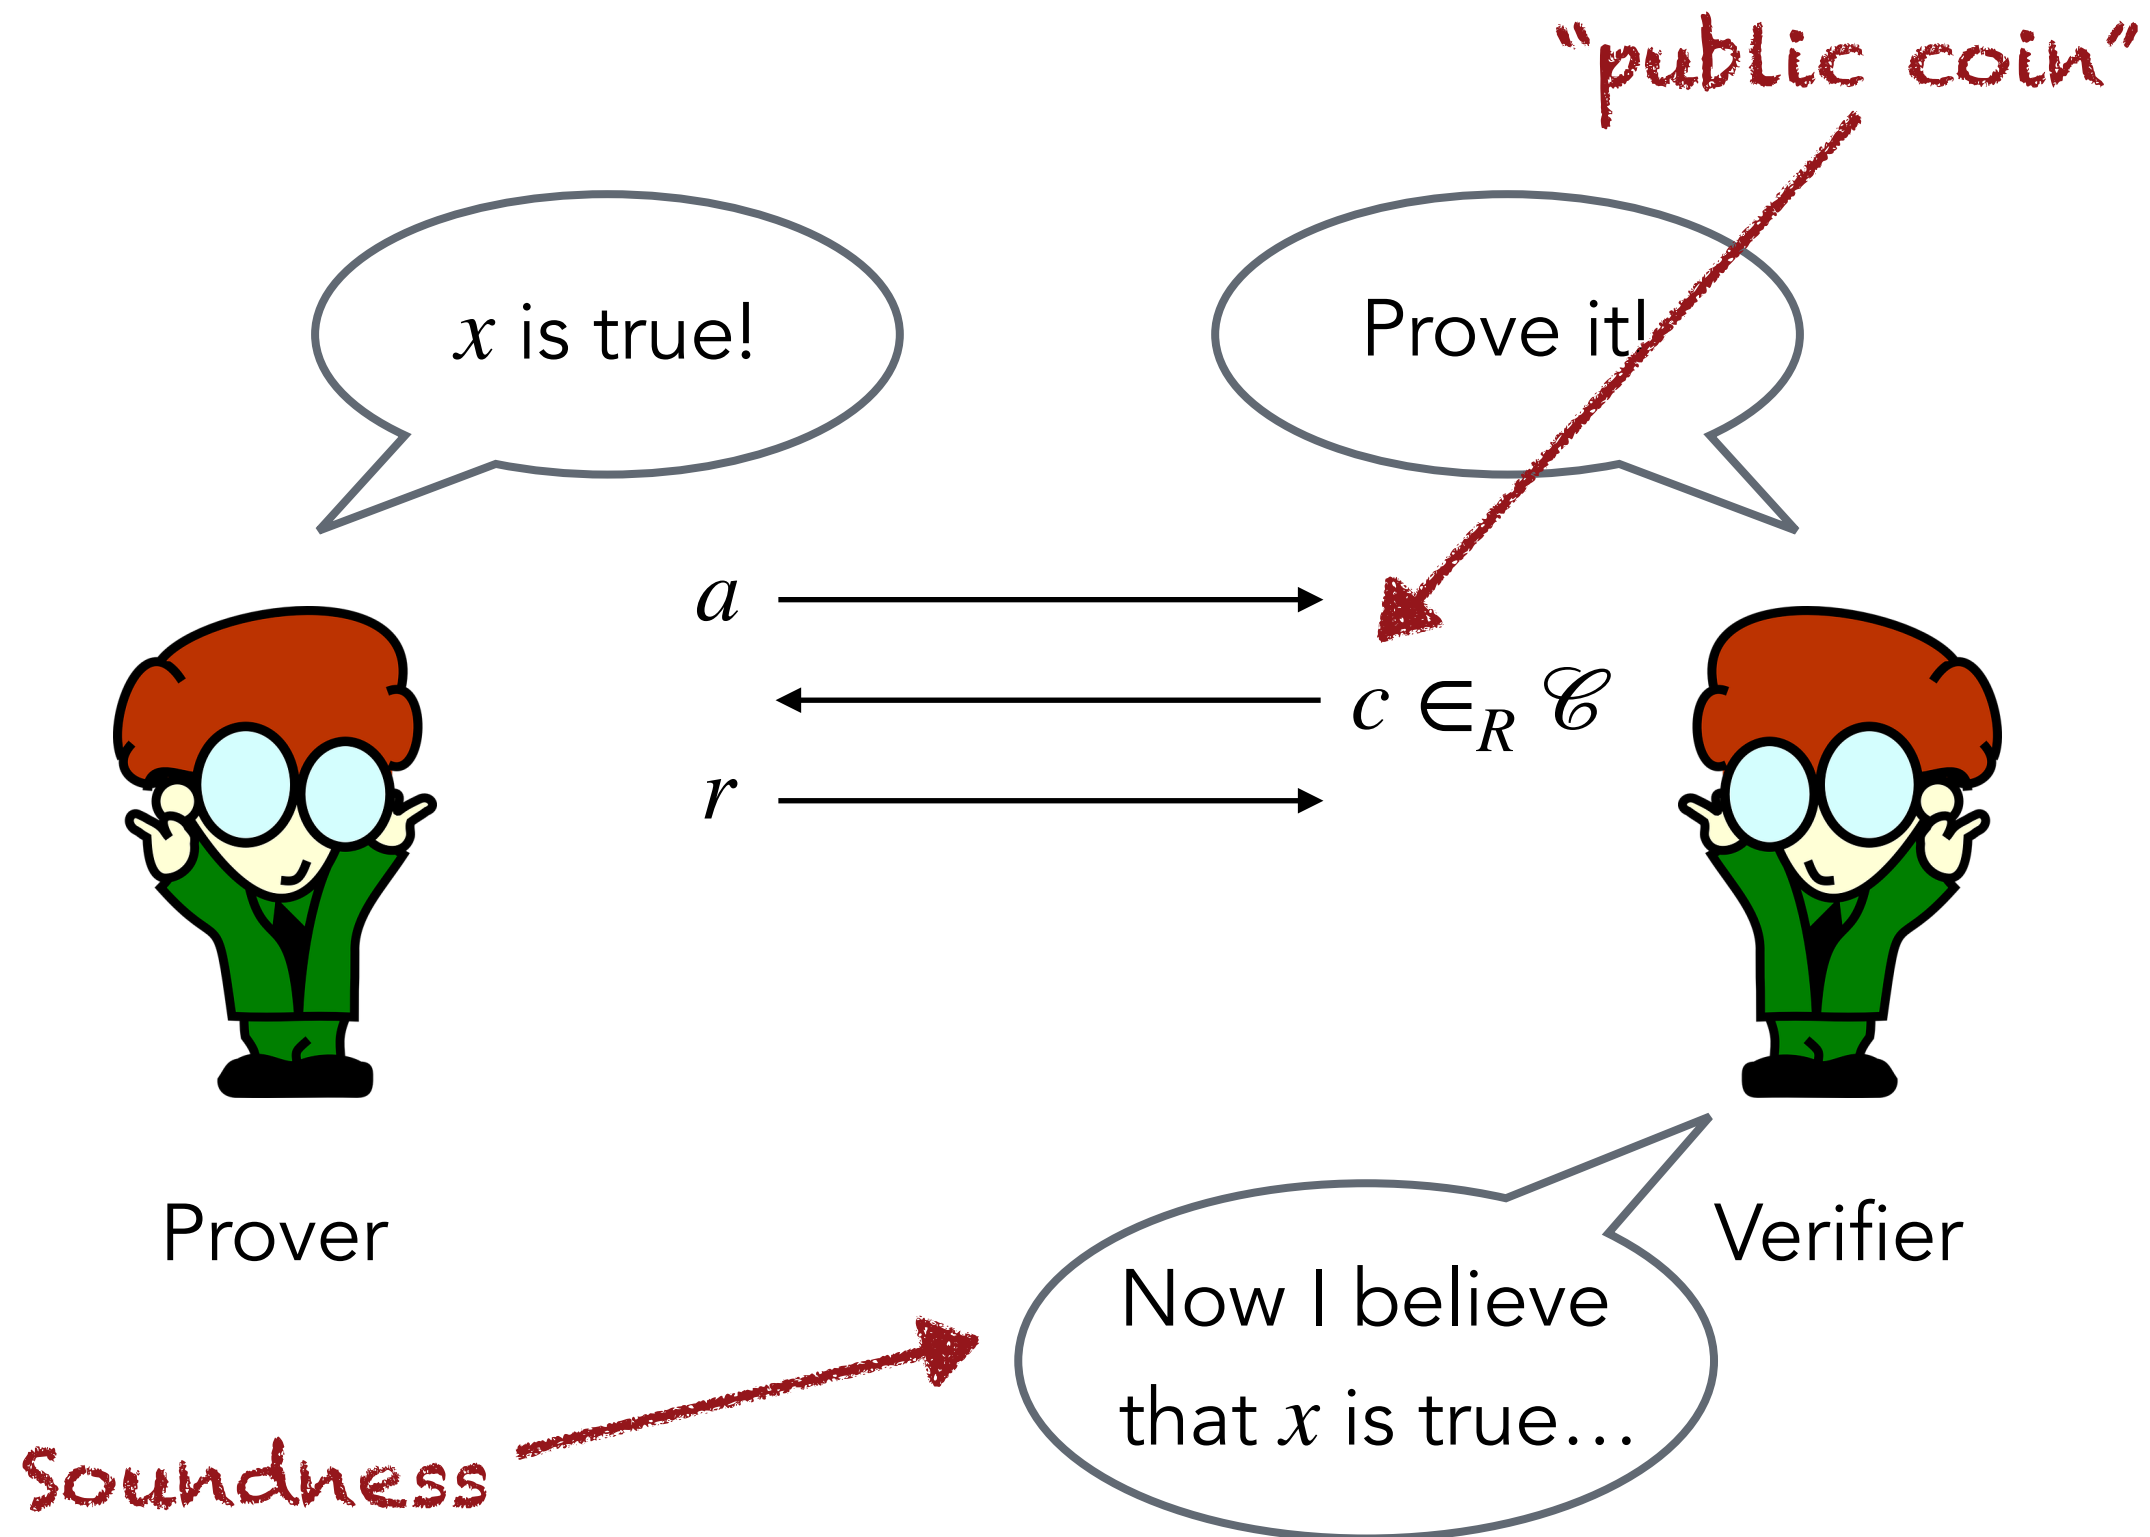 “public coin”
x is true!
Prove it!
a
c ∈R 𝒞
r
Prover
Verifier
Now I believe
that x is true…
Soundness